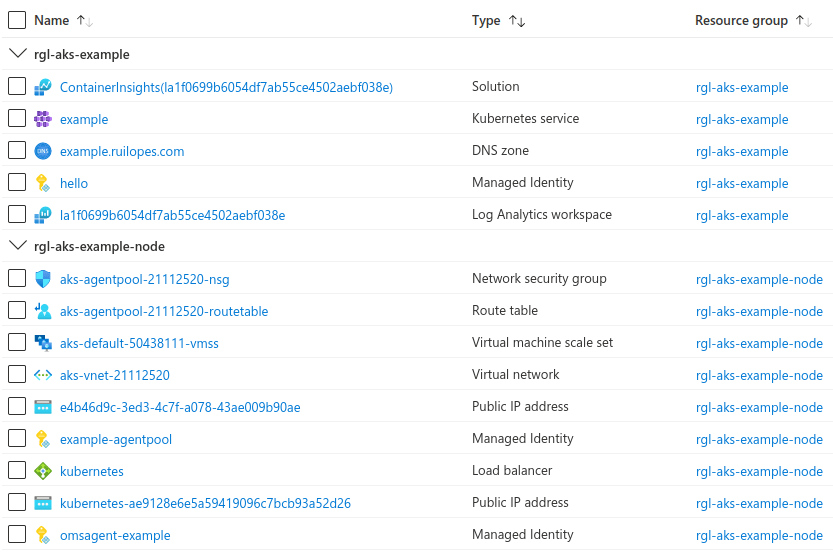 Name ↑↓ Type ↑↓ Resource group ↑↓
rgl-aks-example
ContainerInsights(la1f0699b6054df7ab55ce4502aebf038e) Solution rgl-aks-example
example Kubernetes service rgl-aks-example
DNS example.ruilopes.com DNS zone rgl-aks-example
hello Managed Identity rgl-aks-example
la1f0699b6054df7ab55ce4502aebf038e Log Analytics workspace rgl-aks-example
rgl-aks-example-node
aks-agentpool-21112520-nsg Network security group rgl-aks-example-node
aks-agentpool-21112520-routetable Route table rgl-aks-example-node
aks-default-50438111-vmss Virtual machine scale set rgl-aks-example-node
aks-vnet-21112520 Virtual network rgl-aks-example-node
e4b46d9c-3ed3-4c7f-a078-43ae009b90ae Public IP address rgl-aks-example-node
example-agentpool Managed Identity rgl-aks-example-node
kubernetes Load balancer rgl-aks-example-node
kubernetes-ae9128e6e5a59419096c7bcb93a52d26 Public IP address rgl-aks-example-node
omsagent-example Managed Identity rgl-aks-example-node